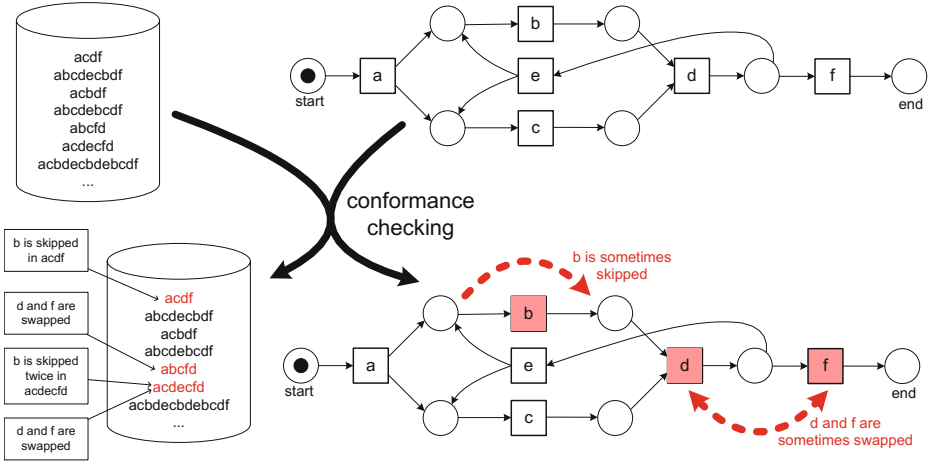 acdf
abcdecbdf
acbdf
abcdebcdf
abcfd
acdecfd
acbdecbdebcdf
...
start
a
b
e
c
d
f
end
conformance
checking
b is skipped
in acdf
d and f are
swapped
b is skipped
twice in
acdecfd
d and f are
swapped
acdf
abcdecbdf
acbdf
abcdebcdf
abcfd
acdecfd
acbdecbdebcdf
...
b is sometimes
skipped
start
a
b
e
c
d
f
end
d and f are
sometimes swapped